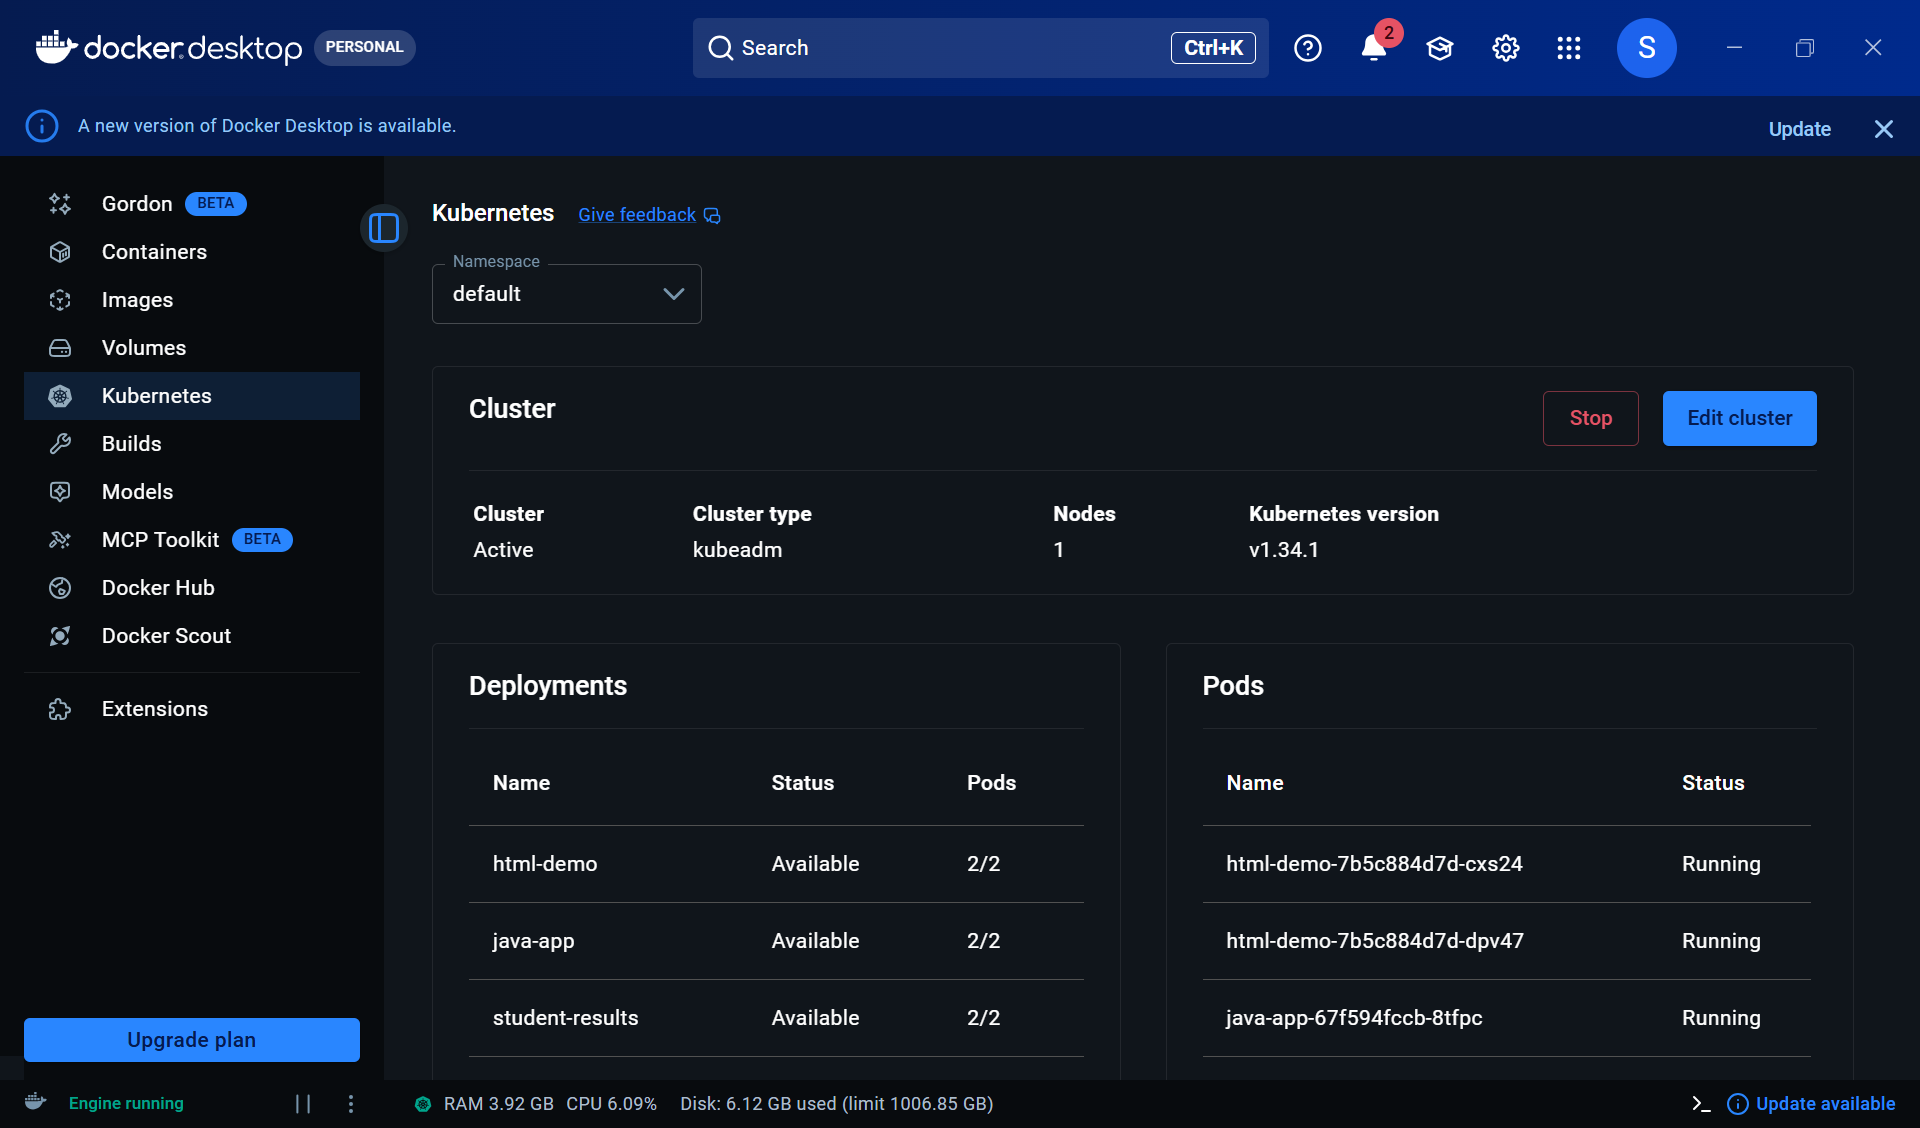 docker desktop PERSONAL
Search Ctrl+K
2
S
A new version of Docker Desktop is available.
Update
Gordon BETA
Containers
Images
Volumes
Kubernetes
Builds
Models
MCP Toolkit BETA
Docker Hub
Docker Scout
Extensions
Upgrade plan
Kubernetes Give feedback
Namespace
default
Cluster
Stop Edit cluster
Cluster Cluster type Nodes Kubernetes version
Active kubeadm 1 v1.34.1
Deployments
Name Status Pods
html-demo Available 2/2
java-app Available 2/2
student-results Available 2/2
Pods
Name Status
html-demo-7b5c884d7d-cxs24 Running
html-demo-7b5c884d7d-dpv47 Running
java-app-67f594fccb-8tfpc Running
Engine running
RAM 3.92 GB CPU 6.09% Disk: 6.12 GB used (limit 1006.85 GB)
>_ Update available